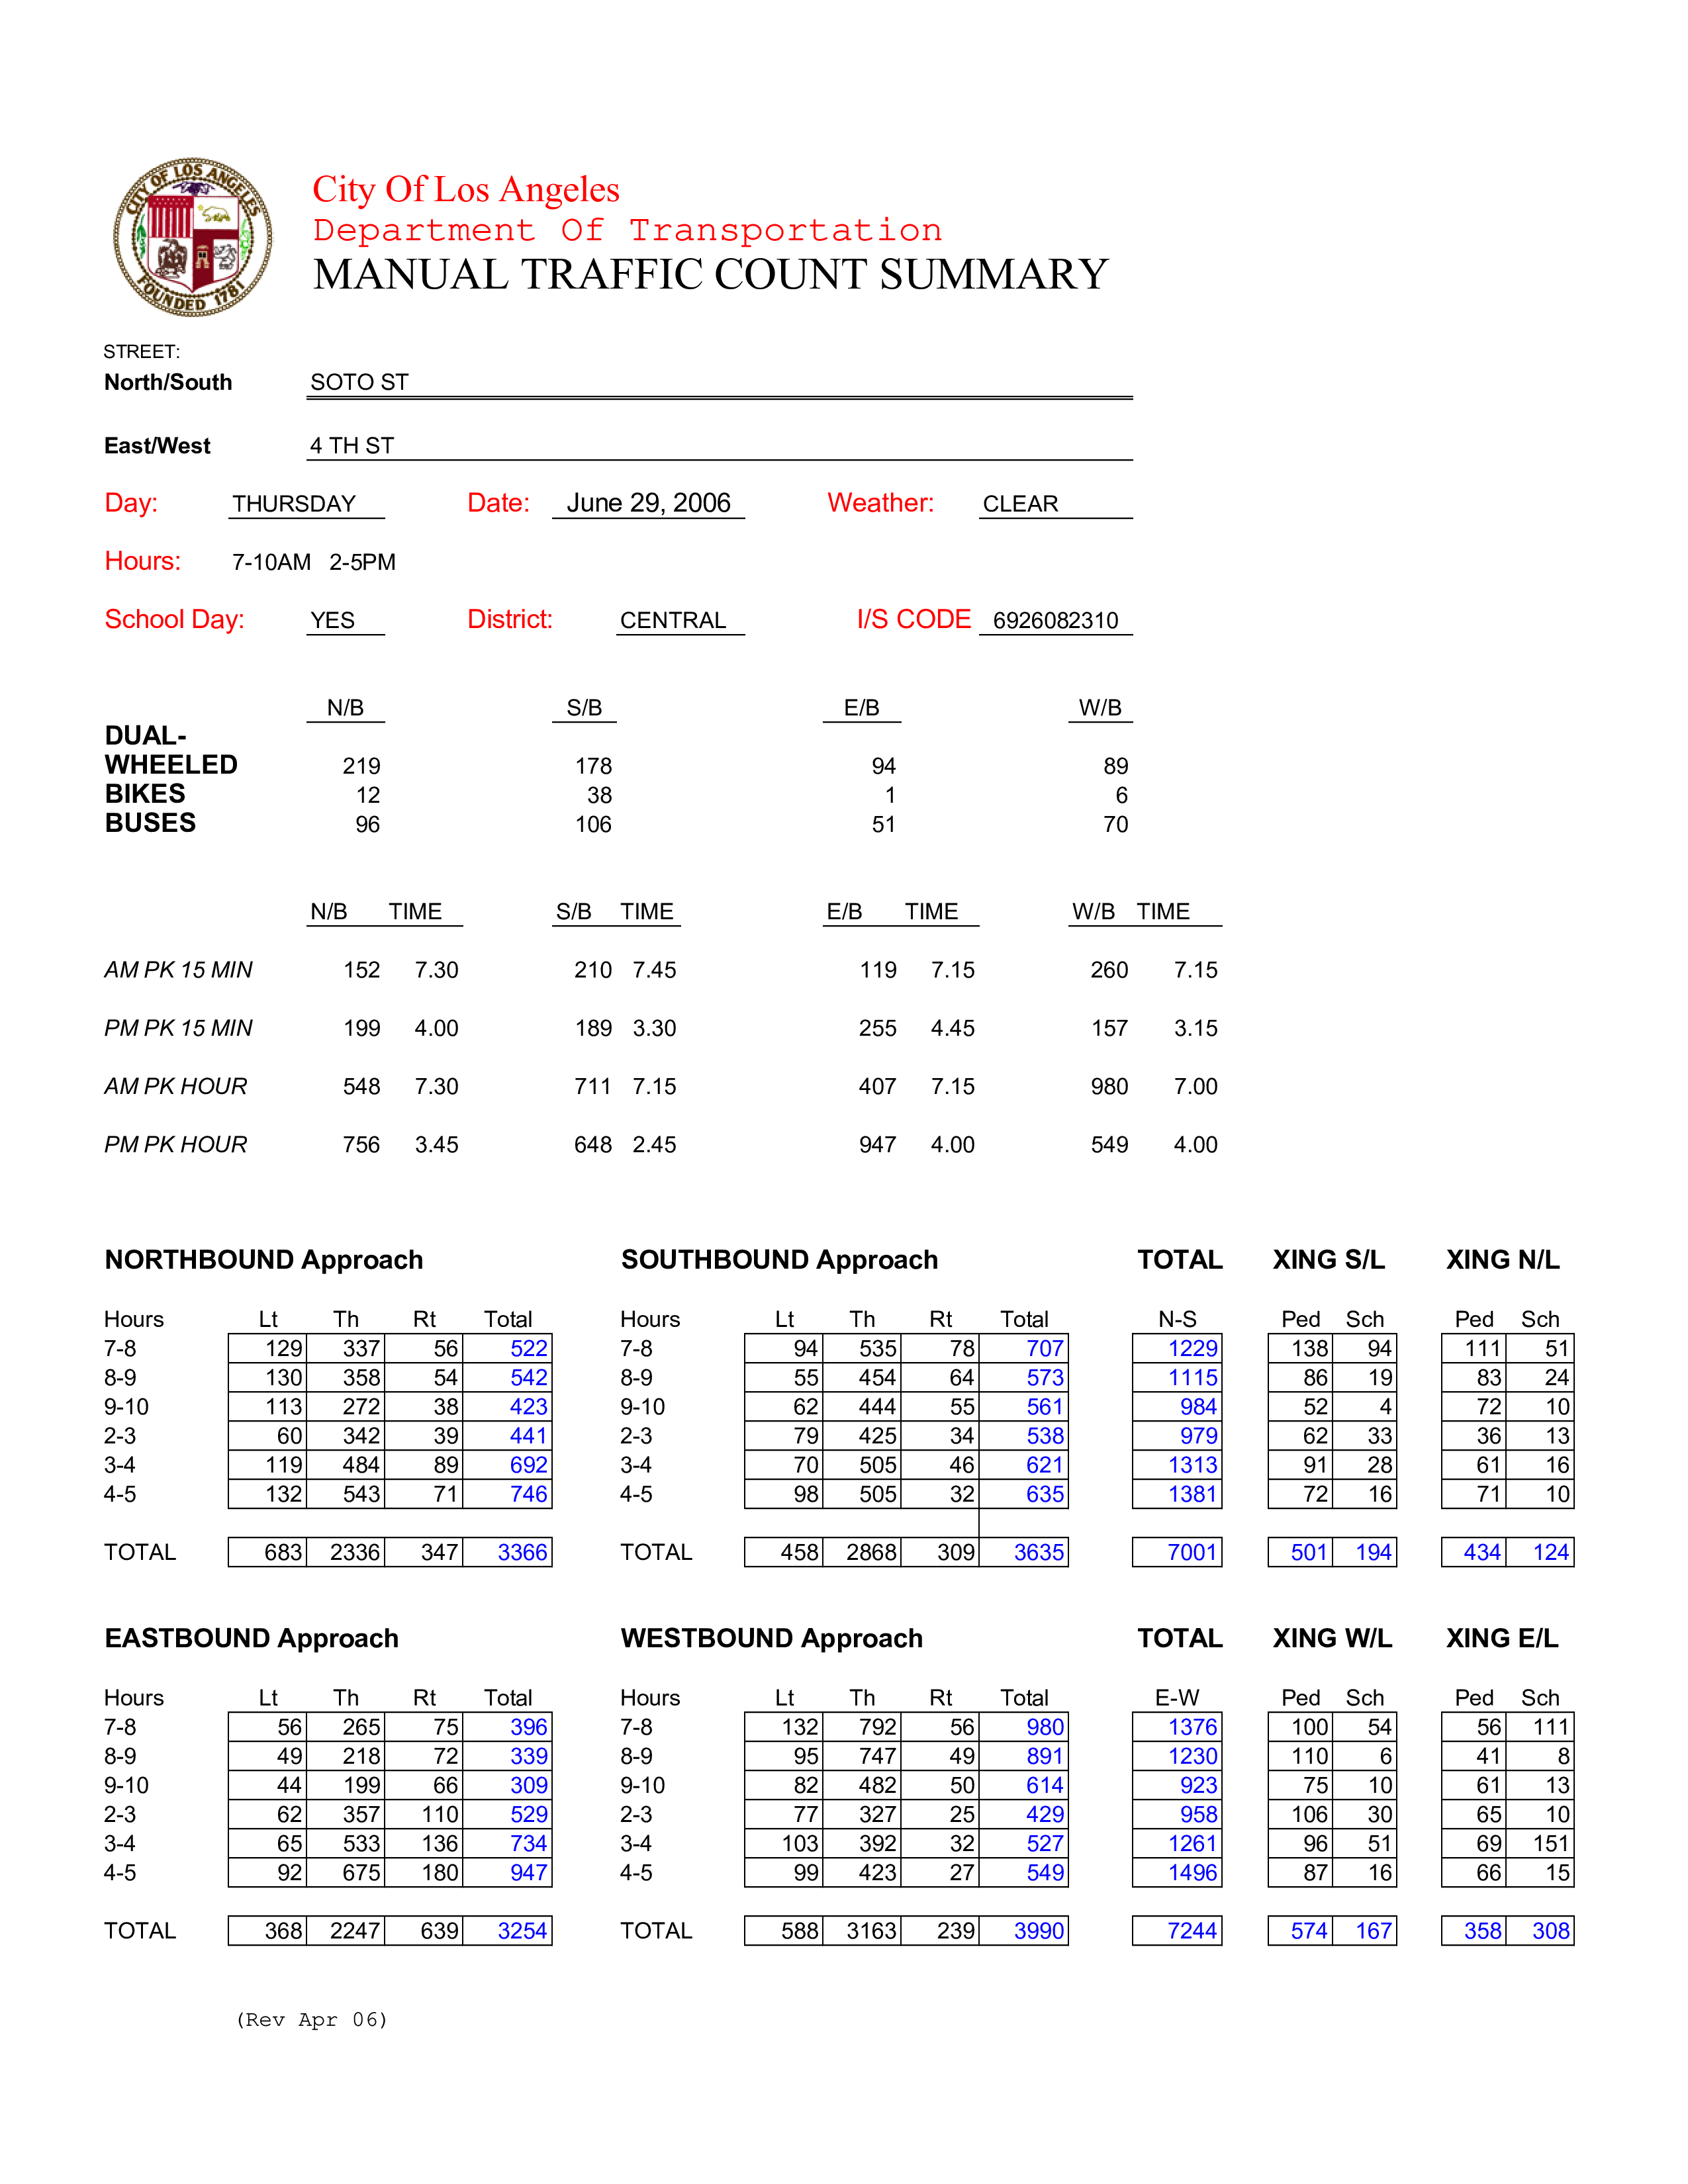 CITY OF LOS ANGELES
FOUNDED 1781
City Of Los Angeles
Department Of Transportation
MANUAL TRAFFIC COUNT SUMMARY
STREET:
North/South SOTO ST
East/West 4 TH ST
Day: THURSDAY Date: June 29, 2006 Weather: CLEAR
Hours: 7-10AM 2-5PM
School Day: YES District: CENTRAL I/S CODE 6926082310
N/B S/B E/B W/B
DUAL-
WHEELED 219 178 94 89
BIKES 12 38 1 6
BUSES 96 106 51 70
N/B TIME S/B TIME E/B TIME W/B TIME
AM PK 15 MIN 152 7.30 210 7.45 119 7.15 260 7.15
PM PK 15 MIN 199 4.00 189 3.30 255 4.45 157 3.15
AM PK HOUR 548 7.30 711 7.15 407 7.15 980 7.00
PM PK HOUR 756 3.45 648 2.45 947 4.00 549 4.00
NORTHBOUND Approach SOUTHBOUND Approach TOTAL XING S/L XING N/L
Hours Lt Th Rt Total Hours Lt Th Rt Total N-S Ped Sch Ped Sch
7-8 129 337 56 522 7-8 94 535 78 707 1229 138 94 111 51
8-9 130 358 54 542 8-9 55 454 64 573 1115 86 19 83 24
9-10 113 272 38 423 9-10 62 444 55 561 984 52 4 72 10
2-3 60 342 39 441 2-3 79 425 34 538 979 62 33 36 13
3-4 119 484 89 692 3-4 70 505 46 621 1313 91 28 61 16
4-5 132 543 71 746 4-5 98 505 32 635 1381 72 16 71 10
TOTAL 683 2336 347 3366 TOTAL 458 2868 309 3635 7001 501 194 434 124
EASTBOUND Approach WESTBOUND Approach TOTAL XING W/L XING E/L
Hours Lt Th Rt Total Hours Lt Th Rt Total E-W Ped Sch Ped Sch
7-8 56 265 75 396 7-8 132 792 56 980 1376 100 54 56 111
8-9 49 218 72 339 8-9 95 747 49 891 1230 110 6 41 8
9-10 44 199 66 309 9-10 82 482 50 614 923 75 10 61 13
2-3 62 357 110 529 2-3 77 327 25 429 958 106 30 65 10
3-4 65 533 136 734 3-4 103 392 32 527 1261 96 51 69 151
4-5 92 675 180 947 4-5 99 423 27 549 1496 87 16 66 15
TOTAL 368 2247 639 3254 TOTAL 588 3163 239 3990 7244 574 167 358 308
(Rev Apr 06)